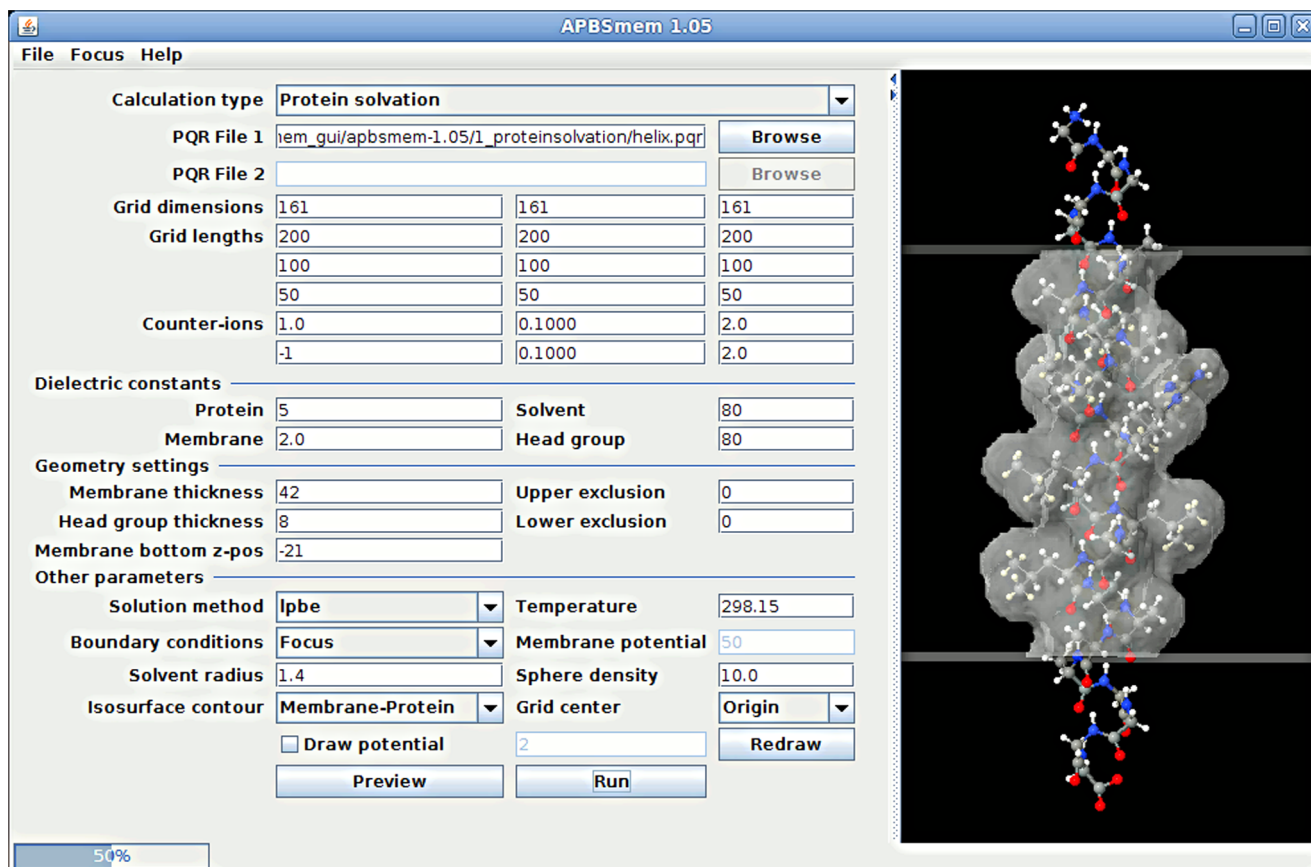 APBSmem 1.05
File Focus Help
Calculation type Protein solvation
PQR File 1 mem_gui/apbsmem-1.05/1_proteinsolvation/helix.pqr Browse
PQR File 2 Browse
Grid dimensions 161 161 161
Grid lengths 200 200 200
100 100 100
50 50 50
Counter-ions 1.0 0.1000 2.0
-1 0.1000 2.0
Dielectric constants
Protein 5 Solvent 80
Membrane 2.0 Head group 80
Geometry settings
Membrane thickness 42 Upper exclusion 0
Head group thickness 8 Lower exclusion 0
Membrane bottom z-pos -21
Other parameters
Solution method lpbe Temperature 298.15
Boundary conditions Focus Membrane potential 50
Solvent radius 1.4 Sphere density 10.0
Isosurface contour Membrane-Protein Grid center Origin
Draw potential 2 Redraw
Preview Run
50%